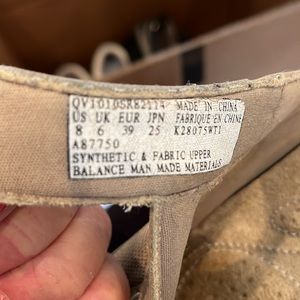 QV1010SR82114 MADE IN CHINA
US UK EUR JPN FABRIQUE EN CHINE
8 6 39 25 K28075WT1
A87750
SYNTHETIC & FABRIC UPPER
BALANCE MAN MADE MATERIALS